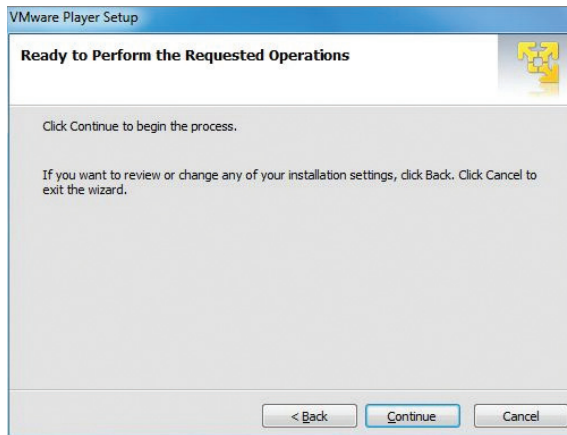 VMware Player Setup
Ready to Perform the Requested Operations
Click Continue to begin the process.
If you want to review or change any of your installation settings, click Back. Click Cancel to
exit the wizard.
< Back
Continue
Cancel